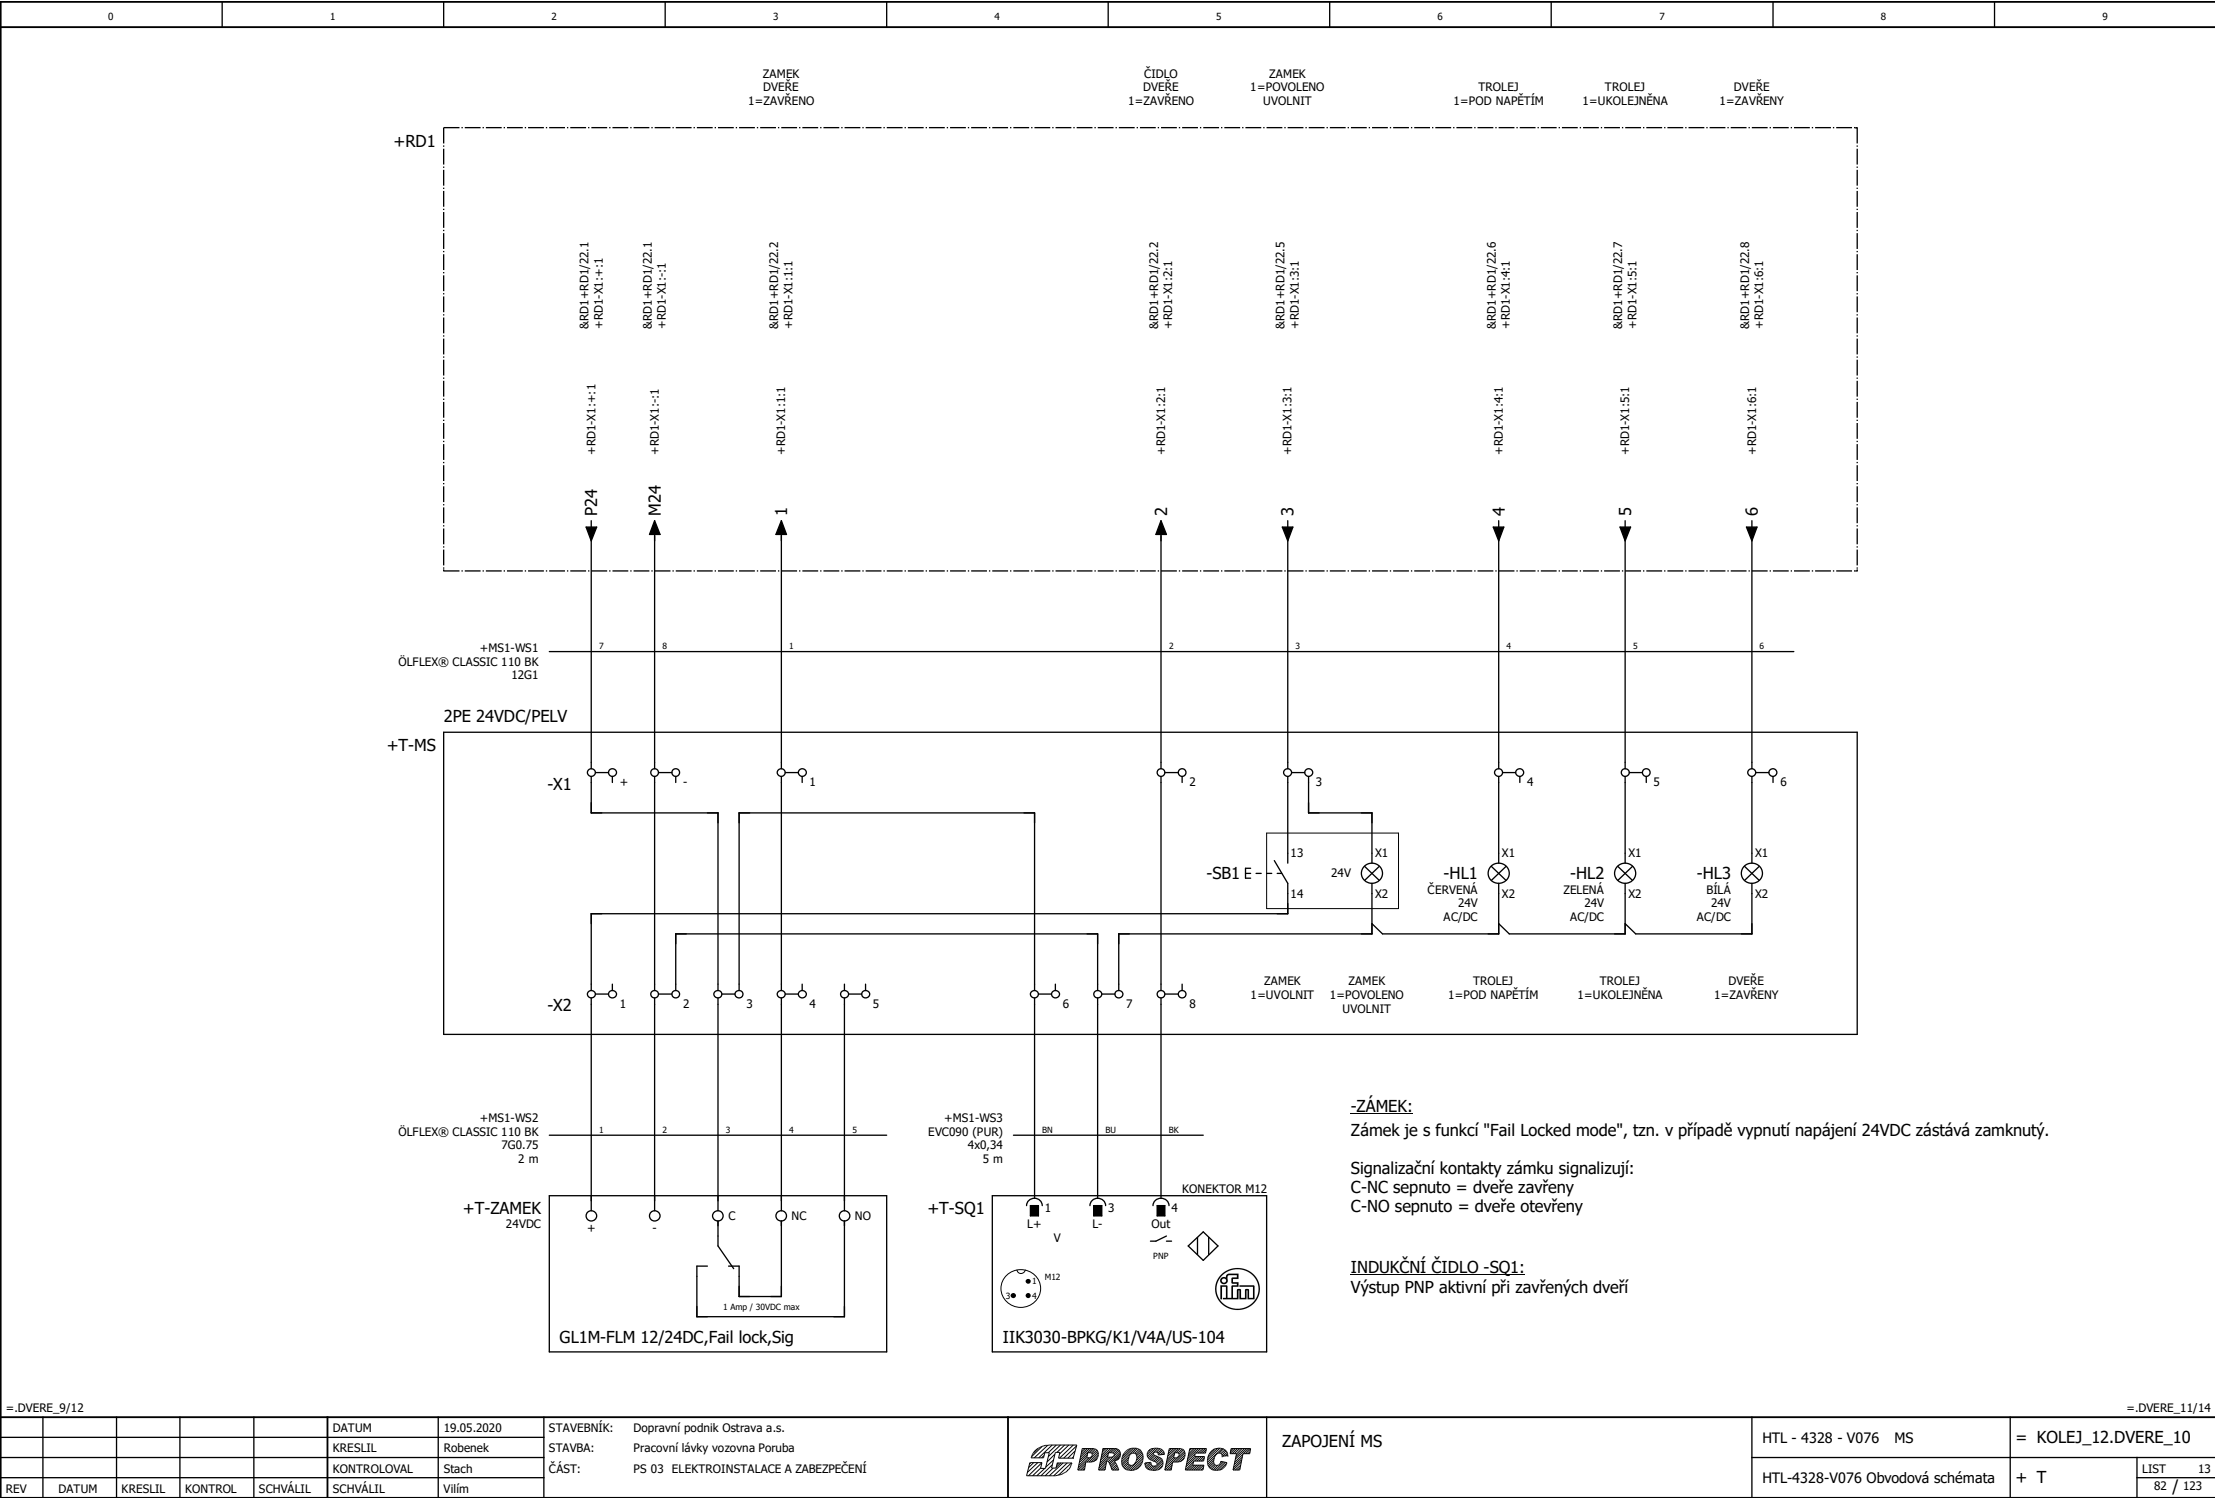 0 1 2 3 4 5 6 7 8 9
ZAMEK
DVEŘE
1=ZAVŘENO
ČIDLO
DVEŘE
1=ZAVŘENO
ZAMEK
1=POVOLENO
UVOLNIT
TROLEJ
1=POD NAPĚTÍM
TROLEJ
1=UKOLEJNĚNA
DVEŘE
1=ZAVŘENY
+RD1
&RD1+RD1/22.1
+RD1-X1:+:1
&RD1+RD1/22.1
+RD1-X1:-:1
&RD1+RD1/22.2
+RD1-X1:1:1
&RD1+RD1/22.2
+RD1-X1:2:1
&RD1+RD1/22.5
+RD1-X1:3:1
&RD1+RD1/22.6
+RD1-X1:4:1
&RD1+RD1/22.7
+RD1-X1:5:1
&RD1+RD1/22.8
+RD1-X1:6:1
+RD1-X1:+:1
+RD1-X1:-:1
+RD1-X1:1:1
+RD1-X1:2:1
+RD1-X1:3:1
+RD1-X1:4:1
+RD1-X1:5:1
+RD1-X1:6:1
P24 M24 1 2 3 4 5 6
+MS1-WS1
ÖLFLEX® CLASSIC 110 BK
12G1
7 8 1 2 3 4 5 6
2PE 24VDC/PELV
+T-MS
-X1 + - 1 2 3 4 5 6
-SB1 E
13
14
24V
X1
X2
-HL1
ČERVENÁ
24V
AC/DC
X1
X2
-HL2
ZELENÁ
24V
AC/DC
X1
X2
-HL3
BÍLÁ
24V
AC/DC
X1
X2
-X2 1 2 3 4 5 6 7 8
ZAMEK
1=UVOLNIT
ZAMEK
1=POVOLENO
UVOLNIT
TROLEJ
1=POD NAPĚTÍM
TROLEJ
1=UKOLEJNĚNA
DVEŘE
1=ZAVŘENY
+MS1-WS2
ÖLFLEX® CLASSIC 110 BK
7G0.75
2 m
1 2 3 4 5
+MS1-WS3
EVC090 (PUR)
4x0,34
5 m
BN BU BK
+T-ZAMEK
24VDC
+ - C NC NO
1 Amp / 30VDC max
GL1M-FLM 12/24DC,Fail lock,Sig
+T-SQ1
KONEKTOR M12
1 3 4
L+ L- Out
V
PNP
M12
1
3 4
ifm
IIK3030-BPKG/K1/V4A/US-104
-ZÁMEK:
Zámek je s funkcí "Fail Locked mode", tzn. v případě vypnutí napájení 24VDC zástává zamknutý.
Signalizační kontakty zámku signalizují:
C-NC sepnuto = dveře zavřeny
C-NO sepnuto = dveře otevřeny
INDUKČNÍ ČIDLO -SQ1:
Výstup PNP aktivní při zavřených dveří
=.DVERE_9/12
=.DVERE_11/14
DATUM 19.05.2020
KRESLIL Robenek
KONTROLOVAL Stach
REV DATUM KRESLIL KONTROL SCHVÁLIL SCHVÁLIL Vilím
STAVEBNÍK: Dopravní podnik Ostrava a.s.
STAVBA: Pracovní lávky vozovna Poruba
ČÁST: PS 03 ELEKTROINSTALACE A ZABEZPEČENÍ
PROSPECT
ZAPOJENÍ MS
HTL - 4328 - V076 MS
HTL-4328-V076 Obvodová schémata
= KOLEJ_12.DVERE_10
+ T
LIST 13
82 / 123